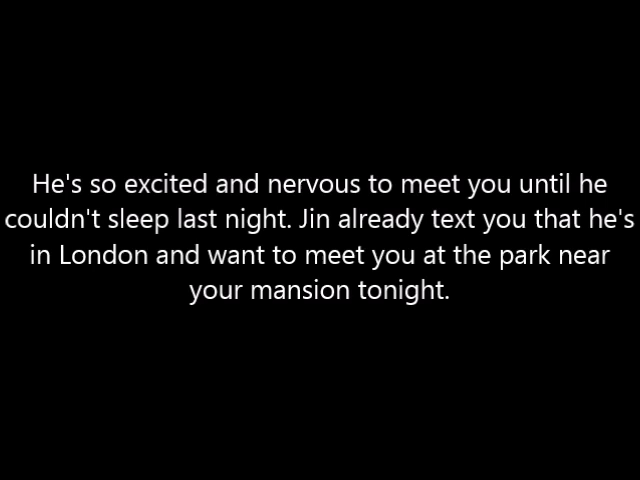 He's so excited and nervous to meet you until he
couldn't sleep last night. Jin already text you that he's
in London and want to meet you at the park near
your mansion tonight.